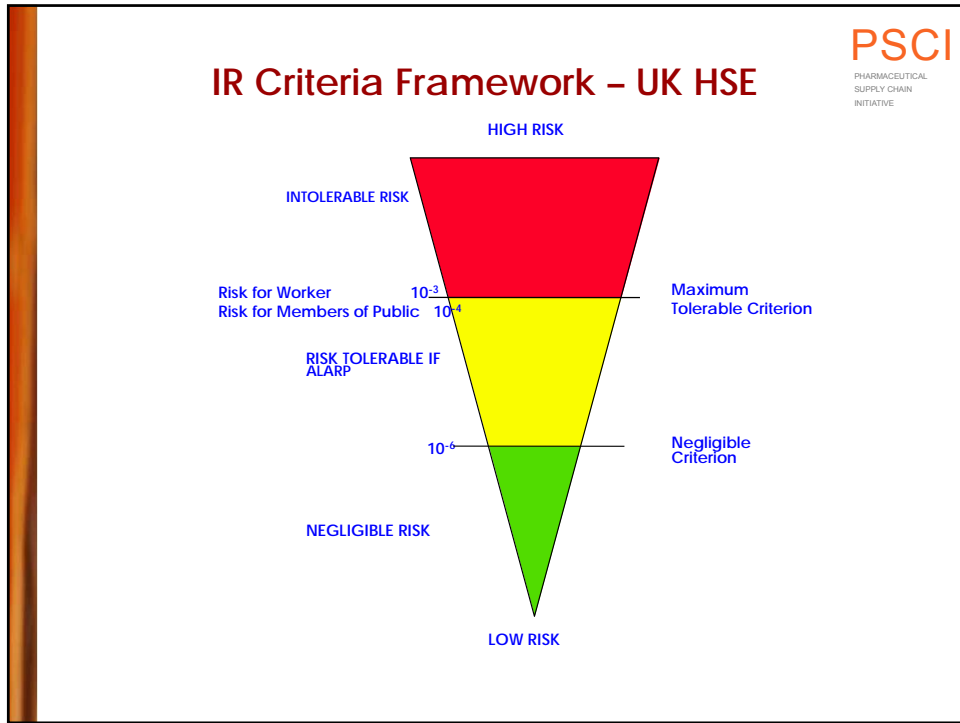 PSCI
PHARMACEUTICAL
SUPPLY CHAIN
INITIATIVE
IR Criteria Framework – UK HSE
HIGH RISK
INTOLERABLE RISK
Risk for Worker 10⁻³
Risk for Members of Public 10⁻⁴
Maximum
Tolerable Criterion
RISK TOLERABLE IF
ALARP
10⁻⁶
Negligible
Criterion
NEGLIGIBLE RISK
LOW RISK